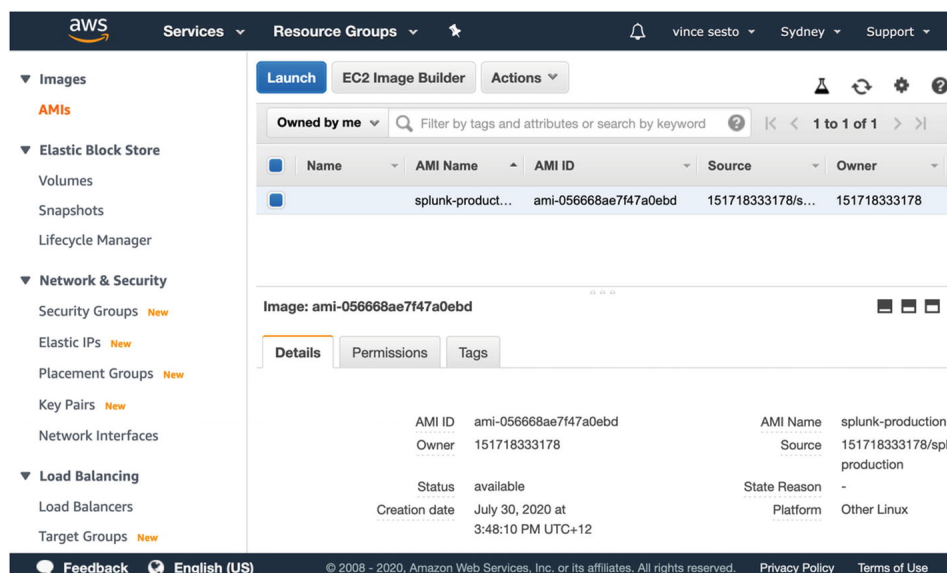 aws Services Resource Groups vince sesto Sydney Support
Images
AMIs
Elastic Block Store
Volumes
Snapshots
Lifecycle Manager
Network & Security
Security Groups New
Elastic IPs New
Placement Groups New
Key Pairs New
Network Interfaces
Load Balancing
Load Balancers
Target Groups New
Launch EC2 Image Builder Actions
Owned by me Filter by tags and attributes or search by keyword 1 to 1 of 1
Name AMI Name AMI ID Source Owner
splunk-product... ami-056668ae7f47a0ebd 151718333178/s... 151718333178
Image: ami-056668ae7f47a0ebd
Details Permissions Tags
AMI ID ami-056668ae7f47a0ebd AMI Name splunk-production
Owner 151718333178 Source 151718333178/spl
production
Status available State Reason -
Creation date July 30, 2020 at Platform Other Linux
3:48:10 PM UTC+12
Feedback English (US) © 2008 - 2020, Amazon Web Services, Inc. or its affiliates. All rights reserved. Privacy Policy Terms of Use